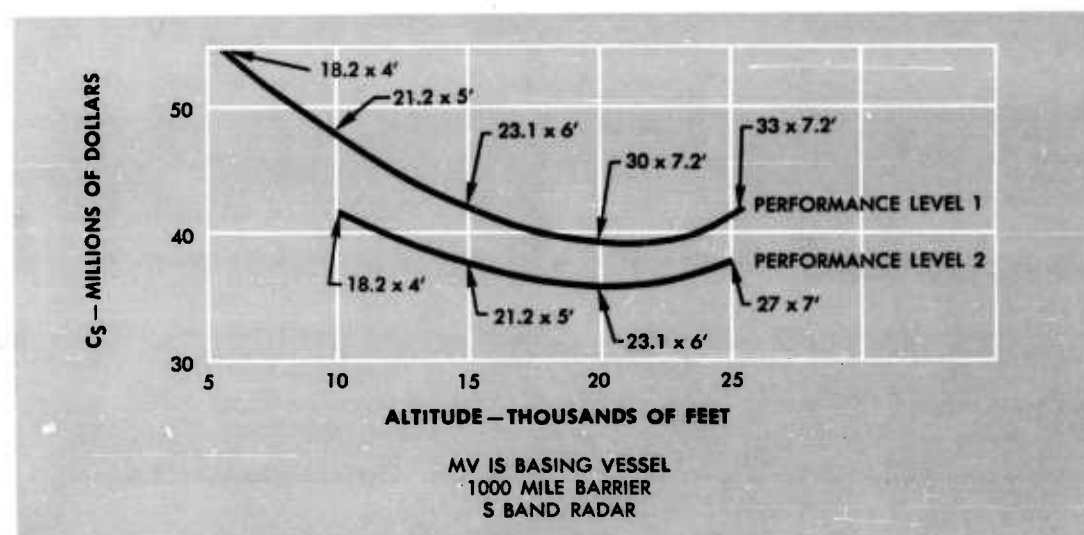 CS—MILLIONS OF DOLLARS
50
40
30
18.2 x 4'
21.2 x 5'
23.1 x 6'
30 x 7.2'
33 x 7.2'
PERFORMANCE LEVEL 1
PERFORMANCE LEVEL 2
18.2 x 4'
21.2 x 5'
23.1 x 6'
27 x 7'
5 10 15 20 25
ALTITUDE—THOUSANDS OF FEET
MV IS BASING VESSEL
1000 MILE BARRIER
S BAND RADAR